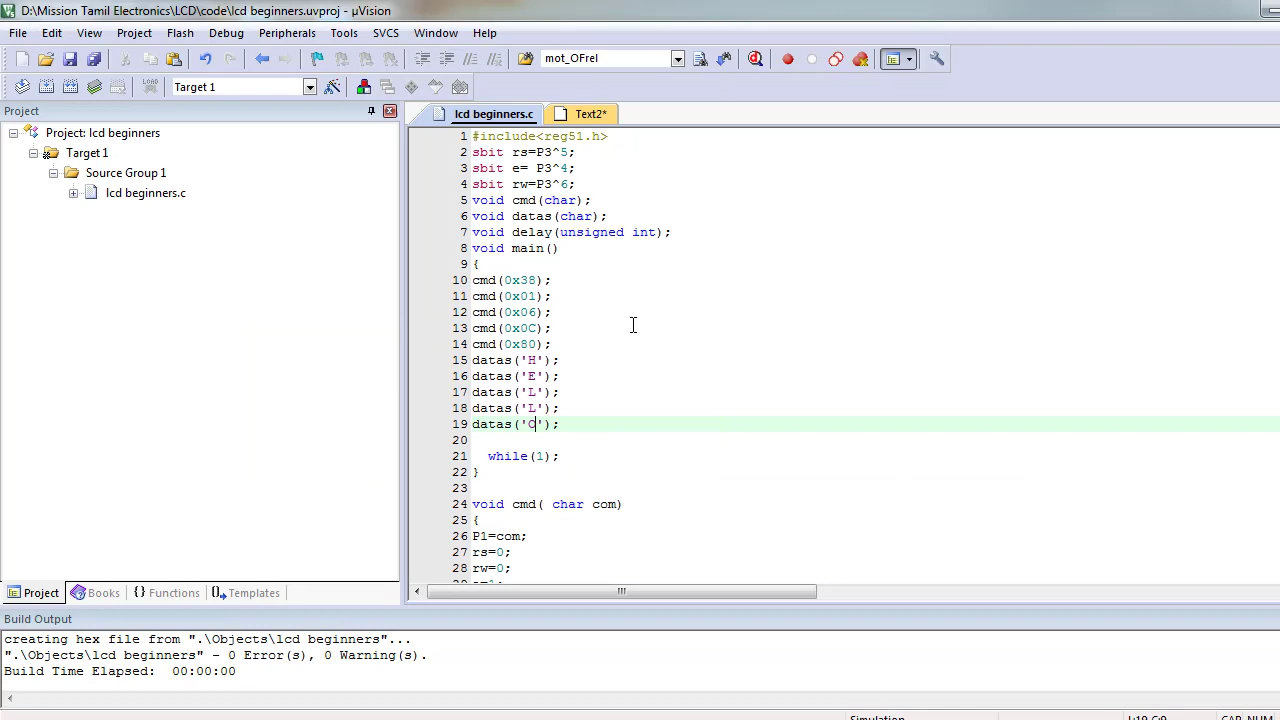 D:\Mission Tamil Electronics\LCD\code\lcd beginners.uvproj - µVision
File Edit View Project Flash Debug Peripherals Tools SVCS Window Help
mot_OFrel
LOAD Target 1
Project
lcd beginners.c Text2*
Project: lcd beginners
Target 1
Source Group 1
lcd beginners.c
1 #include<reg51.h>
2 sbit rs=P3^5;
3 sbit e= P3^4;
4 sbit rw=P3^6;
5 void cmd(char);
6 void datas(char);
7 void delay(unsigned int);
8 void main()
9 {
10 cmd(0x38);
11 cmd(0x01);
12 cmd(0x06);
13 cmd(0x0C);
14 cmd(0x80);
15 datas('H');
16 datas('E');
17 datas('L');
18 datas('L');
19 datas('O');
20
21 while(1);
22 }
23
24 void cmd( char com)
25 {
26 P1=com;
27 rs=0;
28 rw=0;
Project Books Functions Templates
Build Output
creating hex file from ".\Objects\lcd beginners"...
".\Objects\lcd beginners" - 0 Error(s), 0 Warning(s).
Build Time Elapsed: 00:00:00